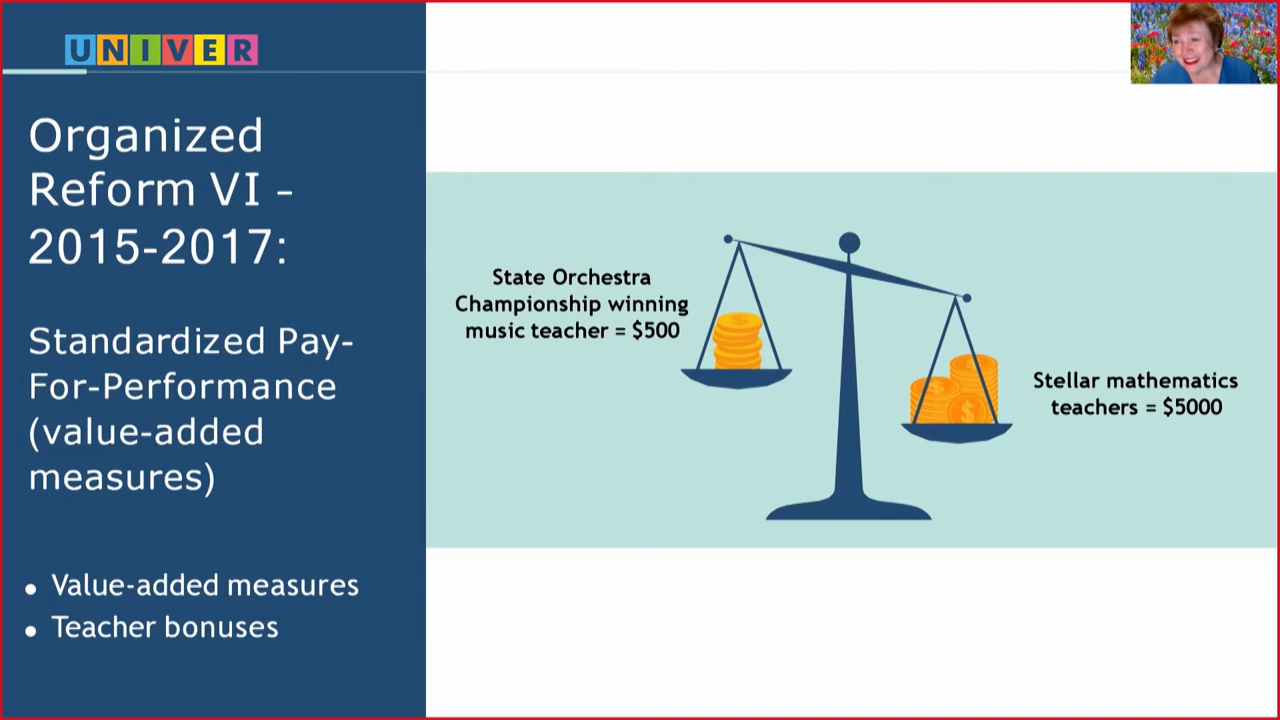 UNIVER
Organized
Reform VI -
2015-2017:
Standardized Pay-
For-Performance
(value-added
measures)
• Value-added measures
• Teacher bonuses
State Orchestra
Championship winning
music teacher = $500
Stellar mathematics
teachers = $5000